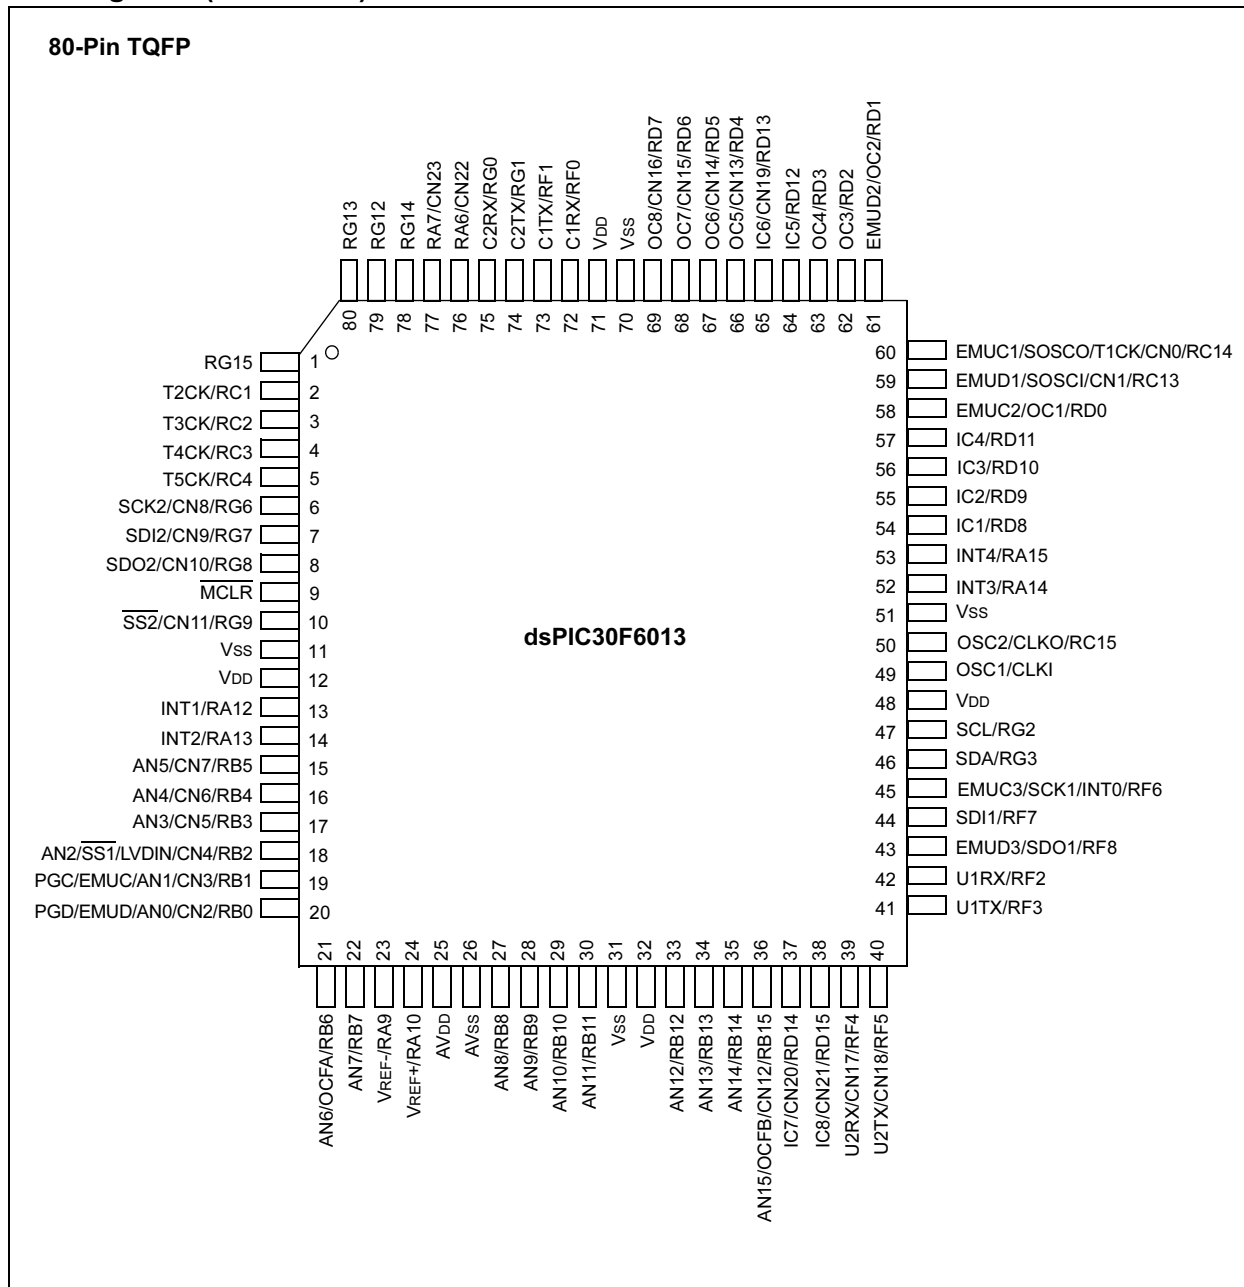 80-Pin TQFP
RG13
RG12
RG14
RA7/CN23
RA6/CN22
C2RX/RG0
C2TX/RG1
C1TX/RF1
C1RX/RF0
VDD
VSS
OC8/CN16/RD7
OC7/CN15/RD6
OC6/CN14/RD5
OC5/CN13/RD4
IC6/CN19/RD13
IC5/RD12
OC4/RD3
OC3/RD2
EMUD2/OC2/RD1
80
79
78
77
76
75
74
73
72
71
70
69
68
67
66
65
64
63
62
61
RG15 1
T2CK/RC1 2
T3CK/RC2 3
T4CK/RC3 4
T5CK/RC4 5
SCK2/CN8/RG6 6
SDI2/CN9/RG7 7
SDO2/CN10/RG8 8
MCLR 9
SS2/CN11/RG9 10
VSS 11
VDD 12
INT1/RA12 13
INT2/RA13 14
AN5/CN7/RB5 15
AN4/CN6/RB4 16
AN3/CN5/RB3 17
AN2/SS1/LVDIN/CN4/RB2 18
PGC/EMUC/AN1/CN3/RB1 19
PGD/EMUD/AN0/CN2/RB0 20
dsPIC30F6013
60 EMUC1/SOSCO/T1CK/CN0/RC14
59 EMUD1/SOSCI/CN1/RC13
58 EMUC2/OC1/RD0
57 IC4/RD11
56 IC3/RD10
55 IC2/RD9
54 IC1/RD8
53 INT4/RA15
52 INT3/RA14
51 VSS
50 OSC2/CLKO/RC15
49 OSC1/CLKI
48 VDD
47 SCL/RG2
46 SDA/RG3
45 EMUC3/SCK1/INT0/RF6
44 SDI1/RF7
43 EMUD3/SDO1/RF8
42 U1RX/RF2
41 U1TX/RF3
21
22
23
24
25
26
27
28
29
30
31
32
33
34
35
36
37
38
39
40
AN6/OCFA/RB6
AN7/RB7
VREF-/RA9
VREF+/RA10
AVDD
AVSS
AN8/RB8
AN9/RB9
AN10/RB10
AN11/RB11
VSS
VDD
AN12/RB12
AN13/RB13
AN14/RB14
AN15/OCFB/CN12/RB15
IC7/CN20/RD14
IC8/CN21/RD15
U2RX/CN17/RF4
U2TX/CN18/RF5